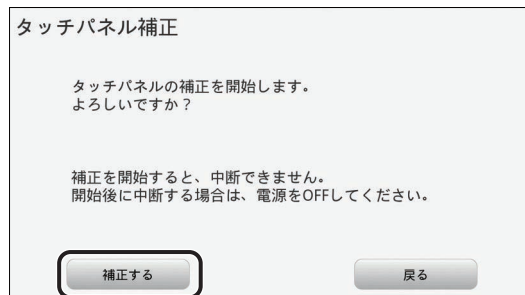 タッチパネル補正
タッチパネルの補正を開始します。
よろしいですか？
補正を開始すると、中断できません。
開始後に中断する場合は、電源をOFFしてください。
補正する
戻る